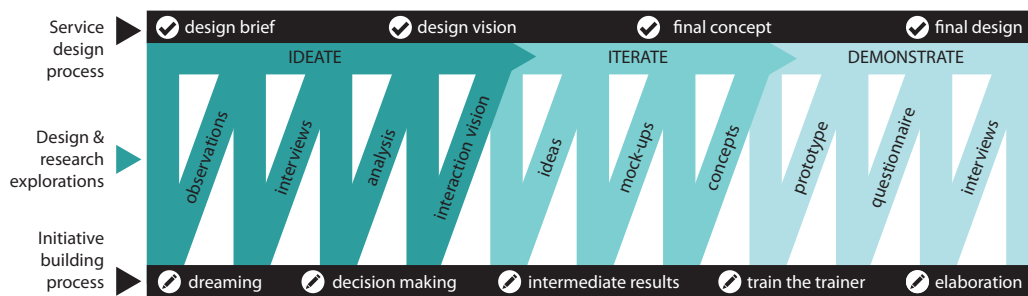 Service
design
process
design brief
design vision
final concept
final design
IDEATE
ITERATE
DEMONSTRATE
Design &
research
explorations
observations
interviews
analysis
interaction vision
ideas
mock-ups
concepts
prototype
questionnaire
interviews
Initiative
building
process
dreaming
decision making
intermediate results
train the trainer
elaboration